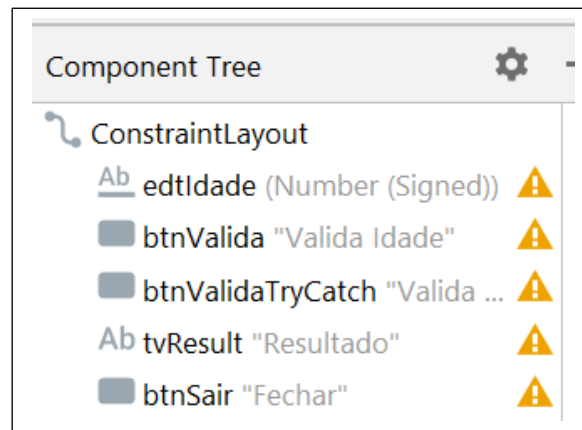 Component Tree
ConstraintLayout
Ab edtIdade (Number (Signed))
btnValida "Valida Idade"
btnValidaTryCatch "Valida ...
Ab tvResult "Resultado"
btnSair "Fechar"